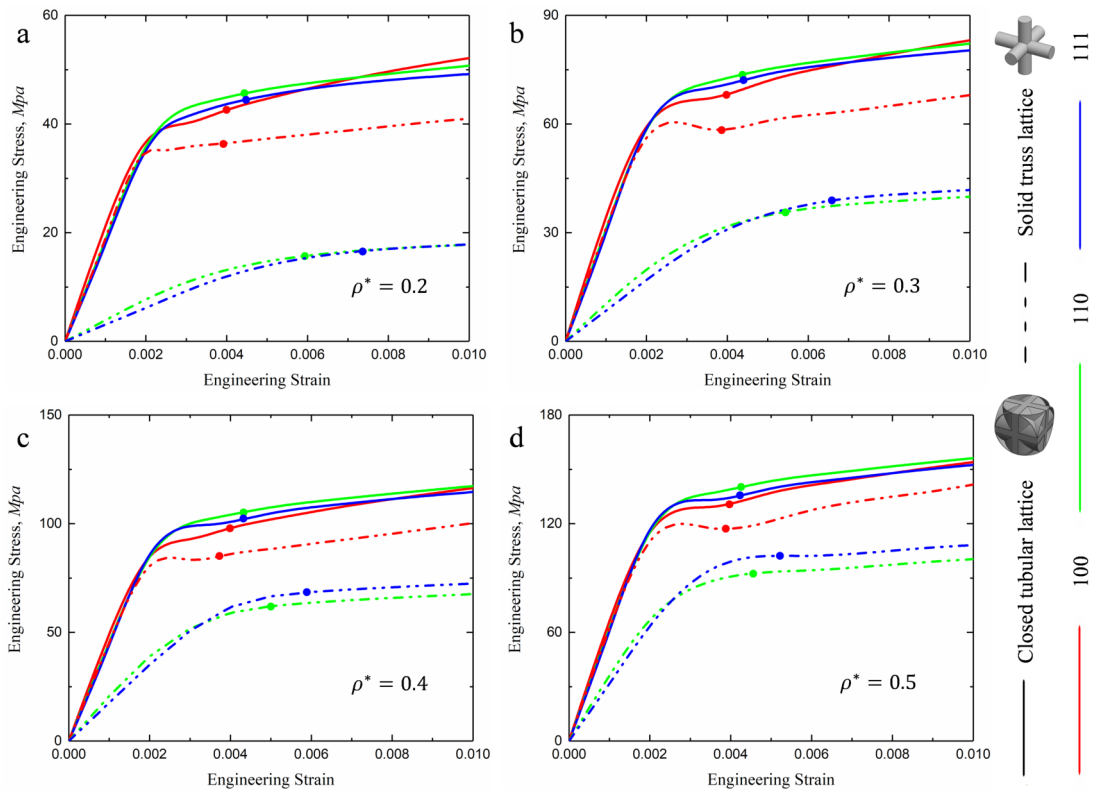 a
60
40
20
0
Engineering Stress, Mpa
ρ* = 0.2
0.000 0.002 0.004 0.006 0.008 0.010
Engineering Strain
b
90
60
30
0
Engineering Stress, Mpa
ρ* = 0.3
0.000 0.002 0.004 0.006 0.008 0.010
Engineering Strain
c
150
100
50
0
Engineering Stress, Mpa
ρ* = 0.4
0.000 0.002 0.004 0.006 0.008 0.010
Engineering Strain
d
180
120
60
0
Engineering Stress, Mpa
ρ* = 0.5
0.000 0.002 0.004 0.006 0.008 0.010
Engineering Strain
Closed tubular lattice
Solid truss lattice
100
110
111